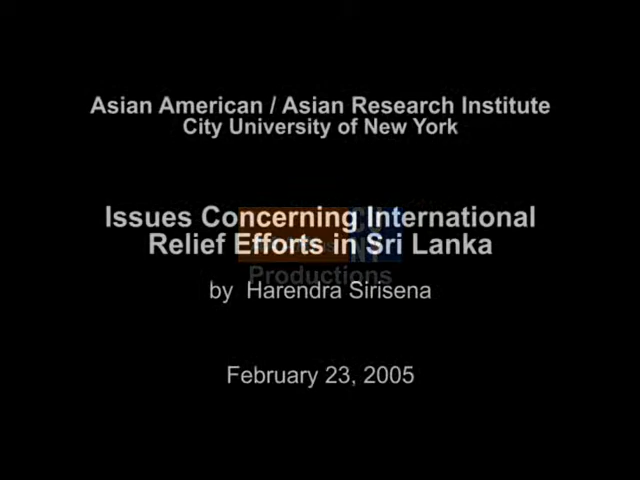 Asian American / Asian Research Institute
City University of New York
Issues Concerning International
Relief Efforts in Sri Lanka
Productions
by Harendra Sirisena
February 23, 2005